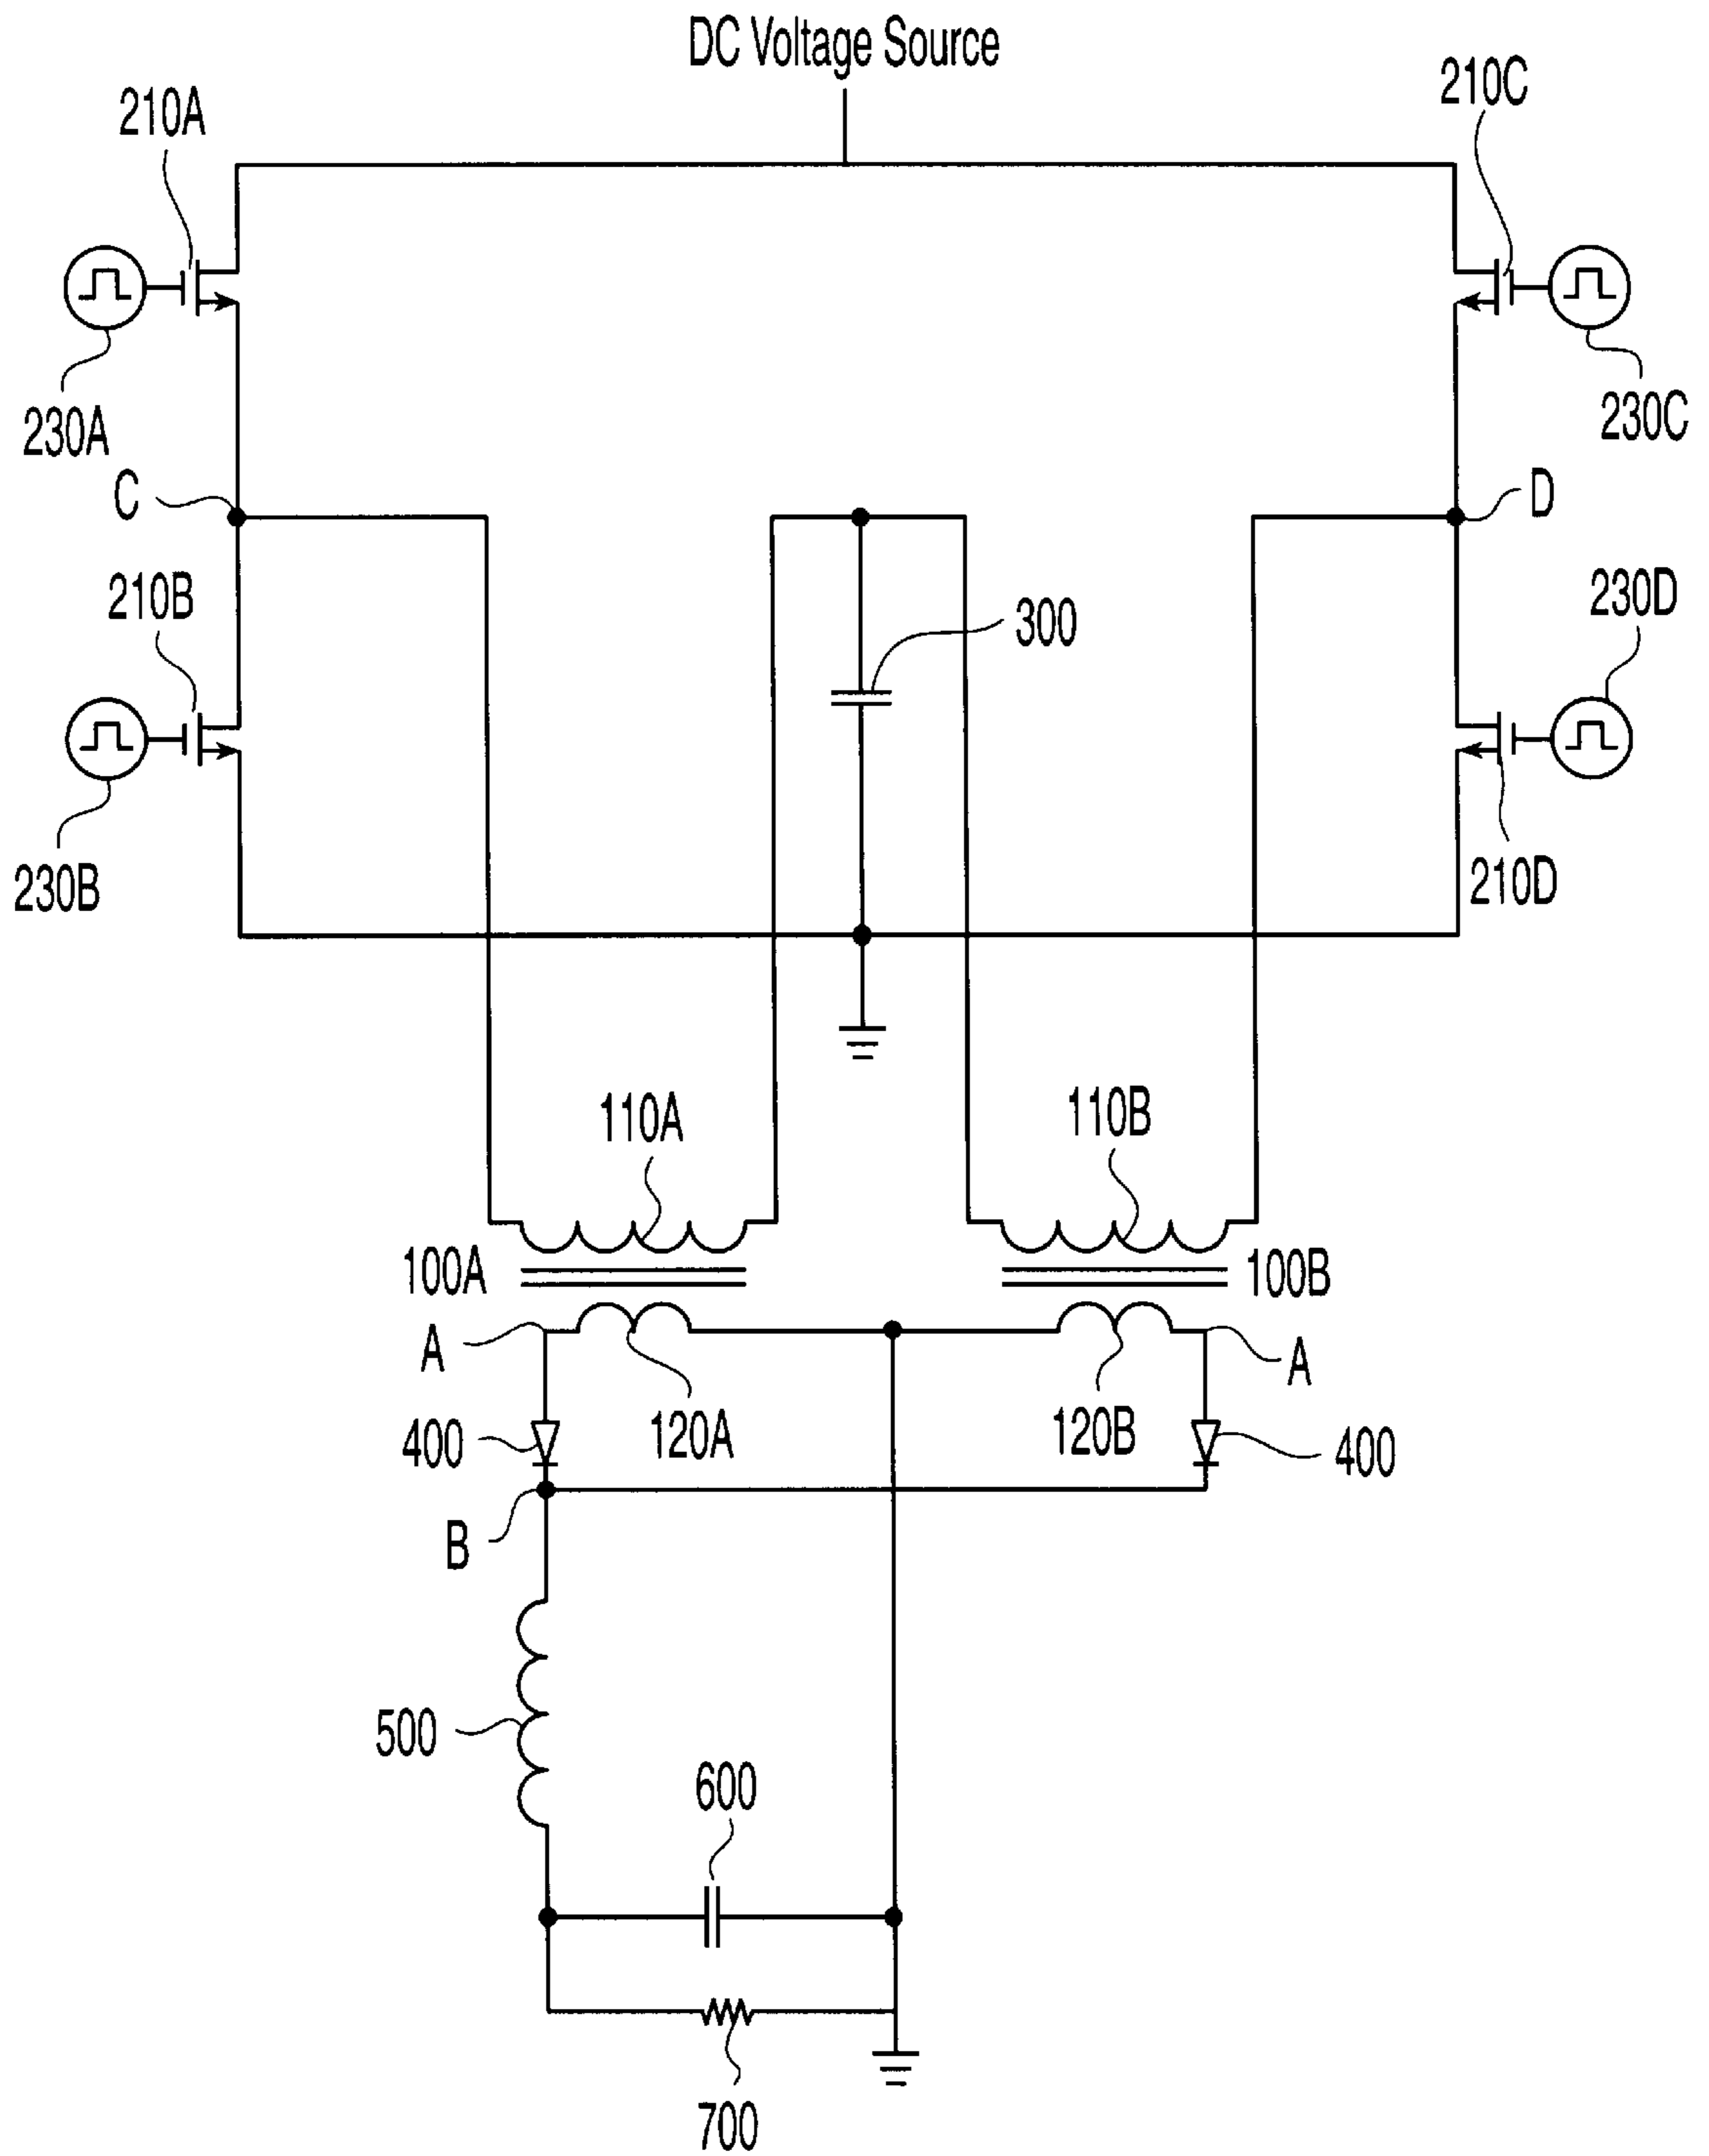 DC Voltage Source
210A
210C
230A
230C
C
D
210B
230D
300
230B
210D
110A
110B
100A
100B
A
A
120A
120B
400
400
B
500
600
700